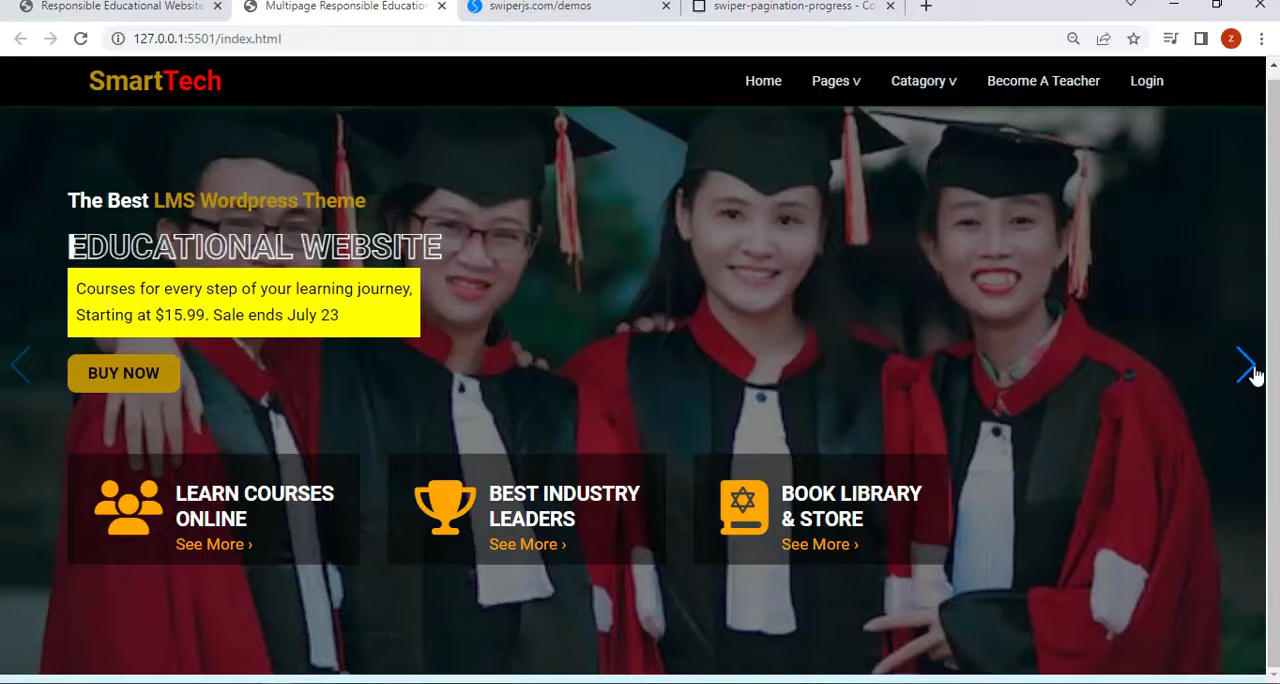 Responsible Educational Website
Multipage Responsible Education
swiperjs.com/demos
swiper-pagination-progress - Co
127.0.0.1:5501/index.html
z
SmartTech
Home
Pages v
Catagory v
Become A Teacher
Login
The Best LMS Wordpress Theme
EDUCATIONAL WEBSITE
Courses for every step of your learning journey,
Starting at $15.99. Sale ends July 23
BUY NOW
LEARN COURSES
ONLINE
See More ›
BEST INDUSTRY
LEADERS
See More ›
BOOK LIBRARY
& STORE
See More ›